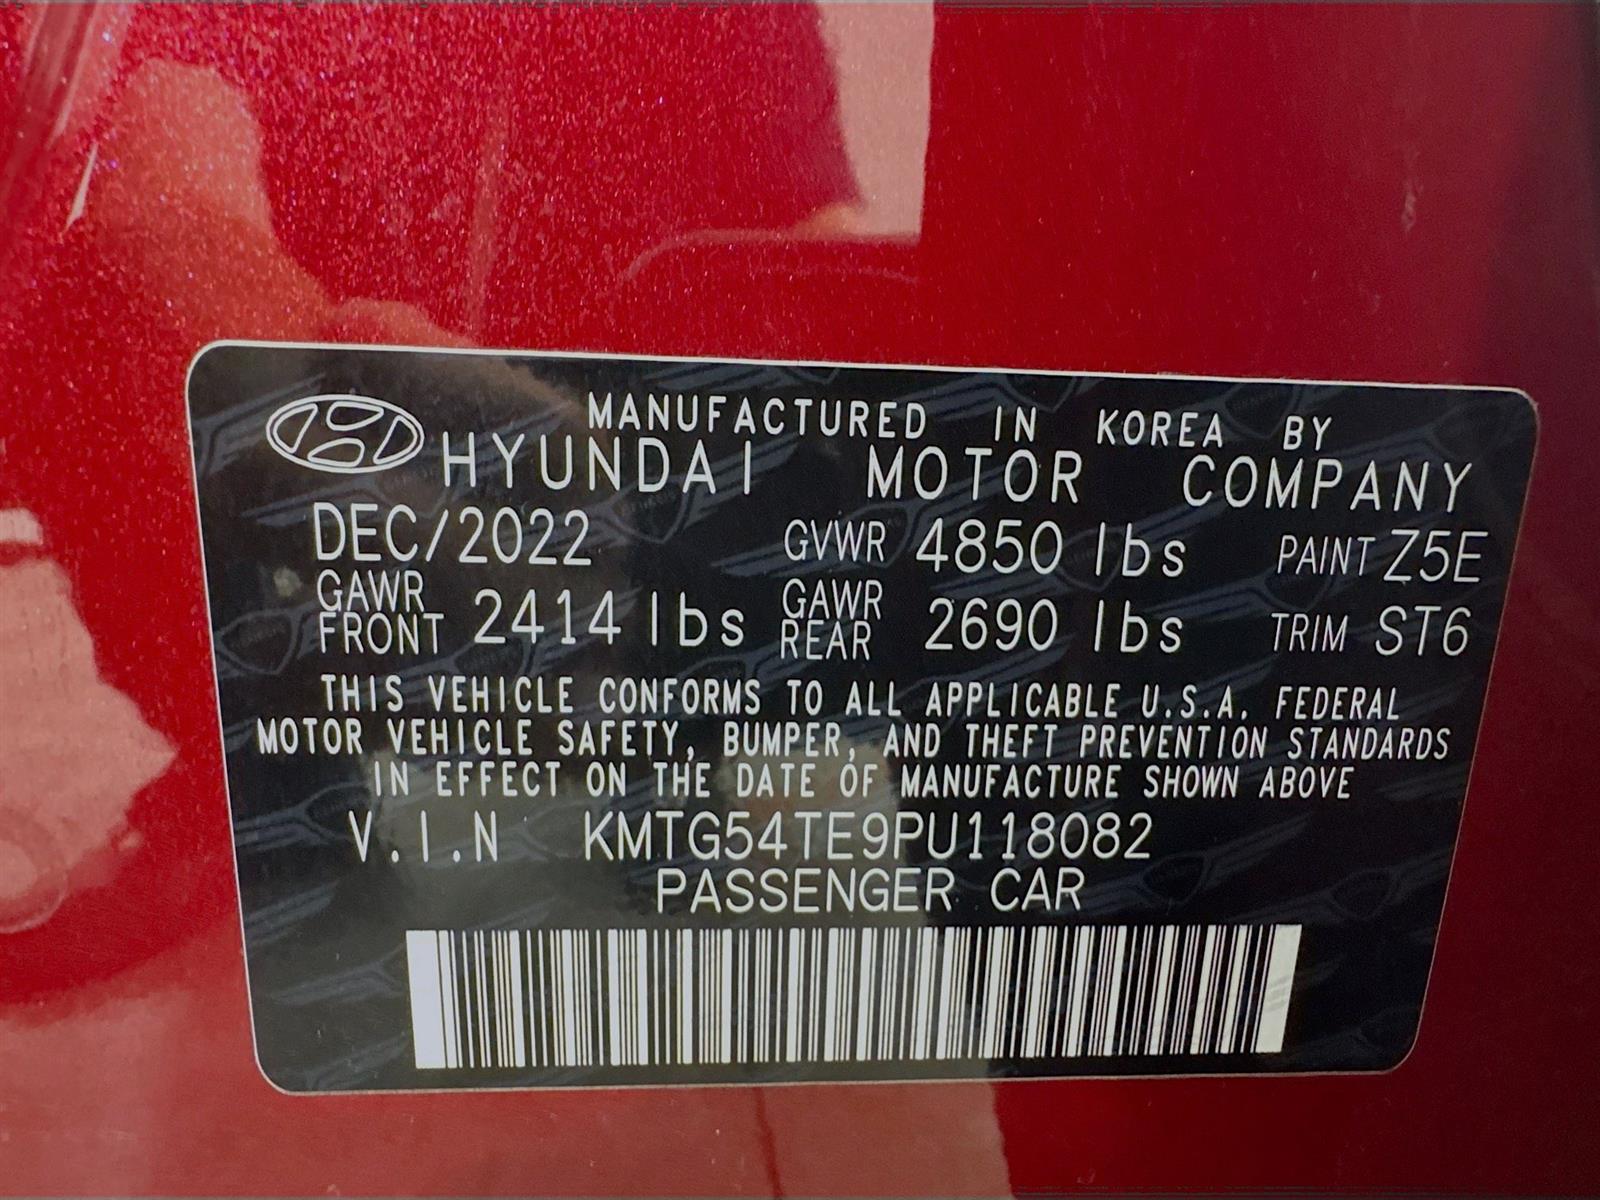 MANUFACTURED IN KOREA BY
HYUNDAI MOTOR COMPANY
DEC/2022 GVWR 4850 lbs PAINT Z5E
GAWR FRONT 2414 lbs GAWR REAR 2690 lbs TRIM ST6
THIS VEHICLE CONFORMS TO ALL APPLICABLE U.S.A. FEDERAL
MOTOR VEHICLE SAFETY, BUMPER, AND THEFT PREVENTION STANDARDS
IN EFFECT ON THE DATE OF MANUFACTURE SHOWN ABOVE
V.I.N KMTG54TE9PU118082
PASSENGER CAR